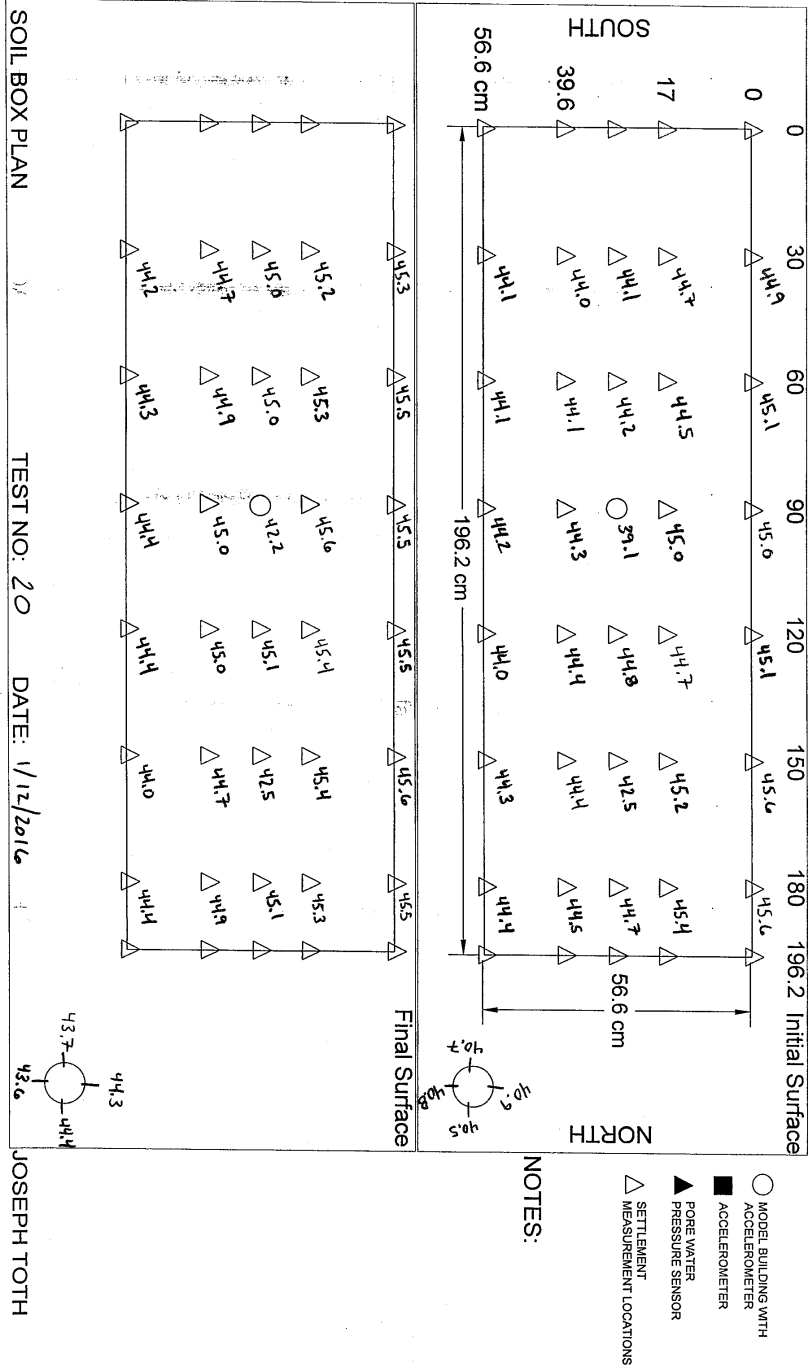 MODEL BUILDING WITH
ACCELEROMETER
ACCELEROMETER
PORE WATER
PRESSURE SENSOR
SETTLEMENT
MEASUREMENT LOCATIONS
NOTES:
0 30 60 90 120 150 180 196.2 Initial Surface
SOUTH
NORTH
0 44.9 45.1 45.0 45.1 45.6 45.6
17 44.7 44.5 45.0 44.7 45.2 45.4
44.1 44.2 39.1 44.8 42.5 44.7
39.6 44.0 44.1 44.3 44.4 44.4 44.5
56.6 cm 44.1 44.1 44.2 44.0 44.3 44.4
56.6 cm
196.2 cm
40.9
40.7 40.5
40.8
Final Surface
45.3 45.5 45.5 45.5 45.6 45.5
45.2 45.3 45.6 45.4 45.4 45.3
45.0 45.0 42.2 45.1 42.5 45.1
44.7 44.9 45.0 45.0 44.7 44.9
44.2 44.3 44.4 44.4 44.0 44.4
44.3
43.7 44.4
43.6
SOIL BOX PLAN TEST NO: 20 DATE: 1/12/2016 JOSEPH TOTH